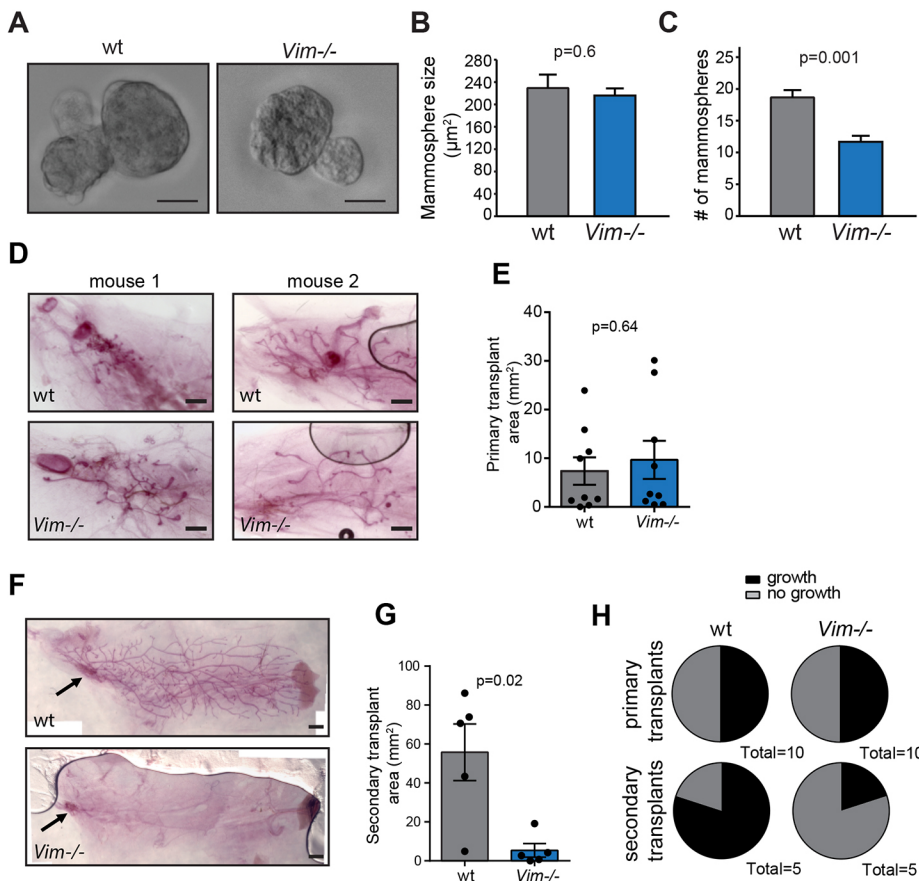 A
wt
Vim-/-
B
Mammosphere size
(µm²)
280
240
200
160
120
80
40
0
p=0.6
wt
Vim-/-
C
# of mammospheres
25
20
15
10
5
0
p=0.001
wt
Vim-/-
D
mouse 1
mouse 2
wt
wt
Vim-/-
Vim-/-
E
Primary transplant
area (mm²)
40
30
20
10
0
p=0.64
wt
Vim-/-
F
wt
Vim-/-
G
Secondary transplant
area (mm²)
100
80
60
40
20
0
p=0.02
wt
Vim-/-
growth
no growth
H
wt
Vim-/-
primary
transplants
Total=10
Total=10
secondary
transplants
Total=5
Total=5